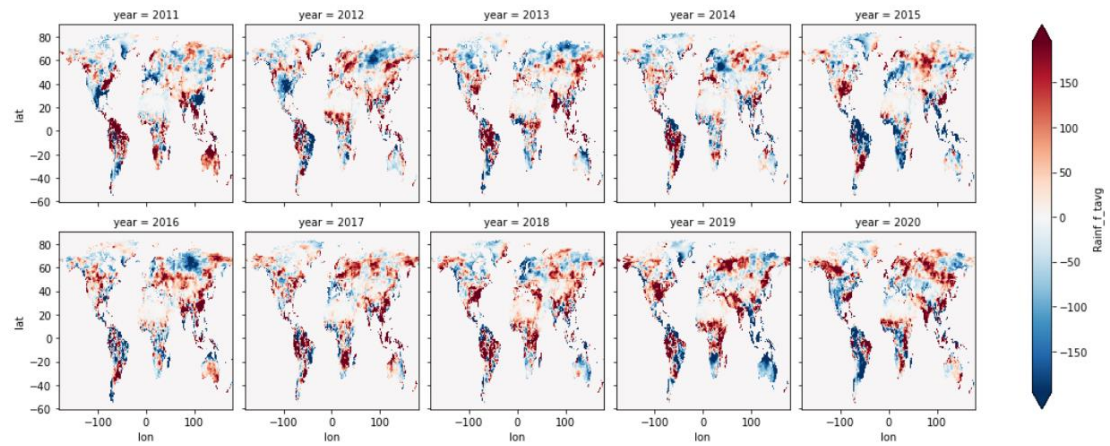 year = 2011
year = 2012
year = 2013
year = 2014
year = 2015
80
60
40
20
0
−20
−40
−60
lat
year = 2016
year = 2017
year = 2018
year = 2019
year = 2020
80
60
40
20
0
−20
−40
−60
lat
−100 0 100
−100 0 100
−100 0 100
−100 0 100
−100 0 100
lon
lon
lon
lon
lon
150
100
50
0
−50
−100
−150
Rainf_f_tavg